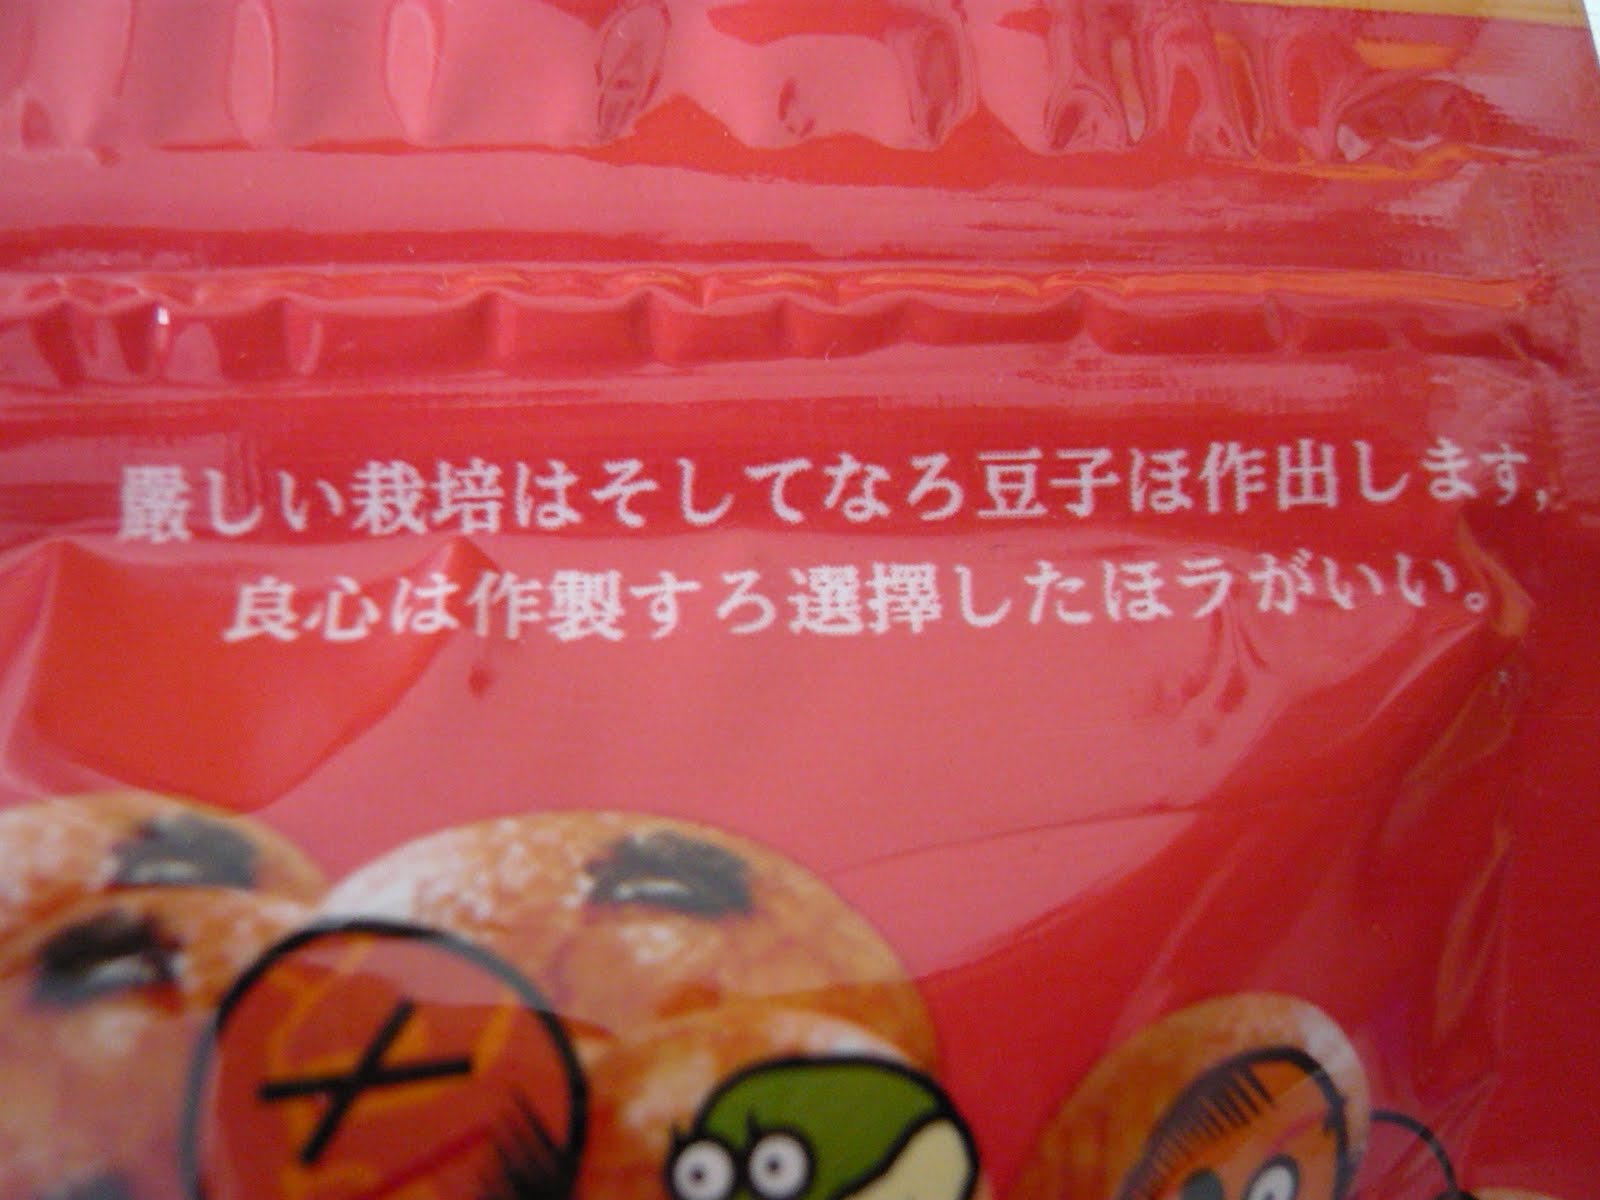 厳しい栽培はそしてなろ豆子ほ作出します,
良心は作製すろ選擇したほラがいい。